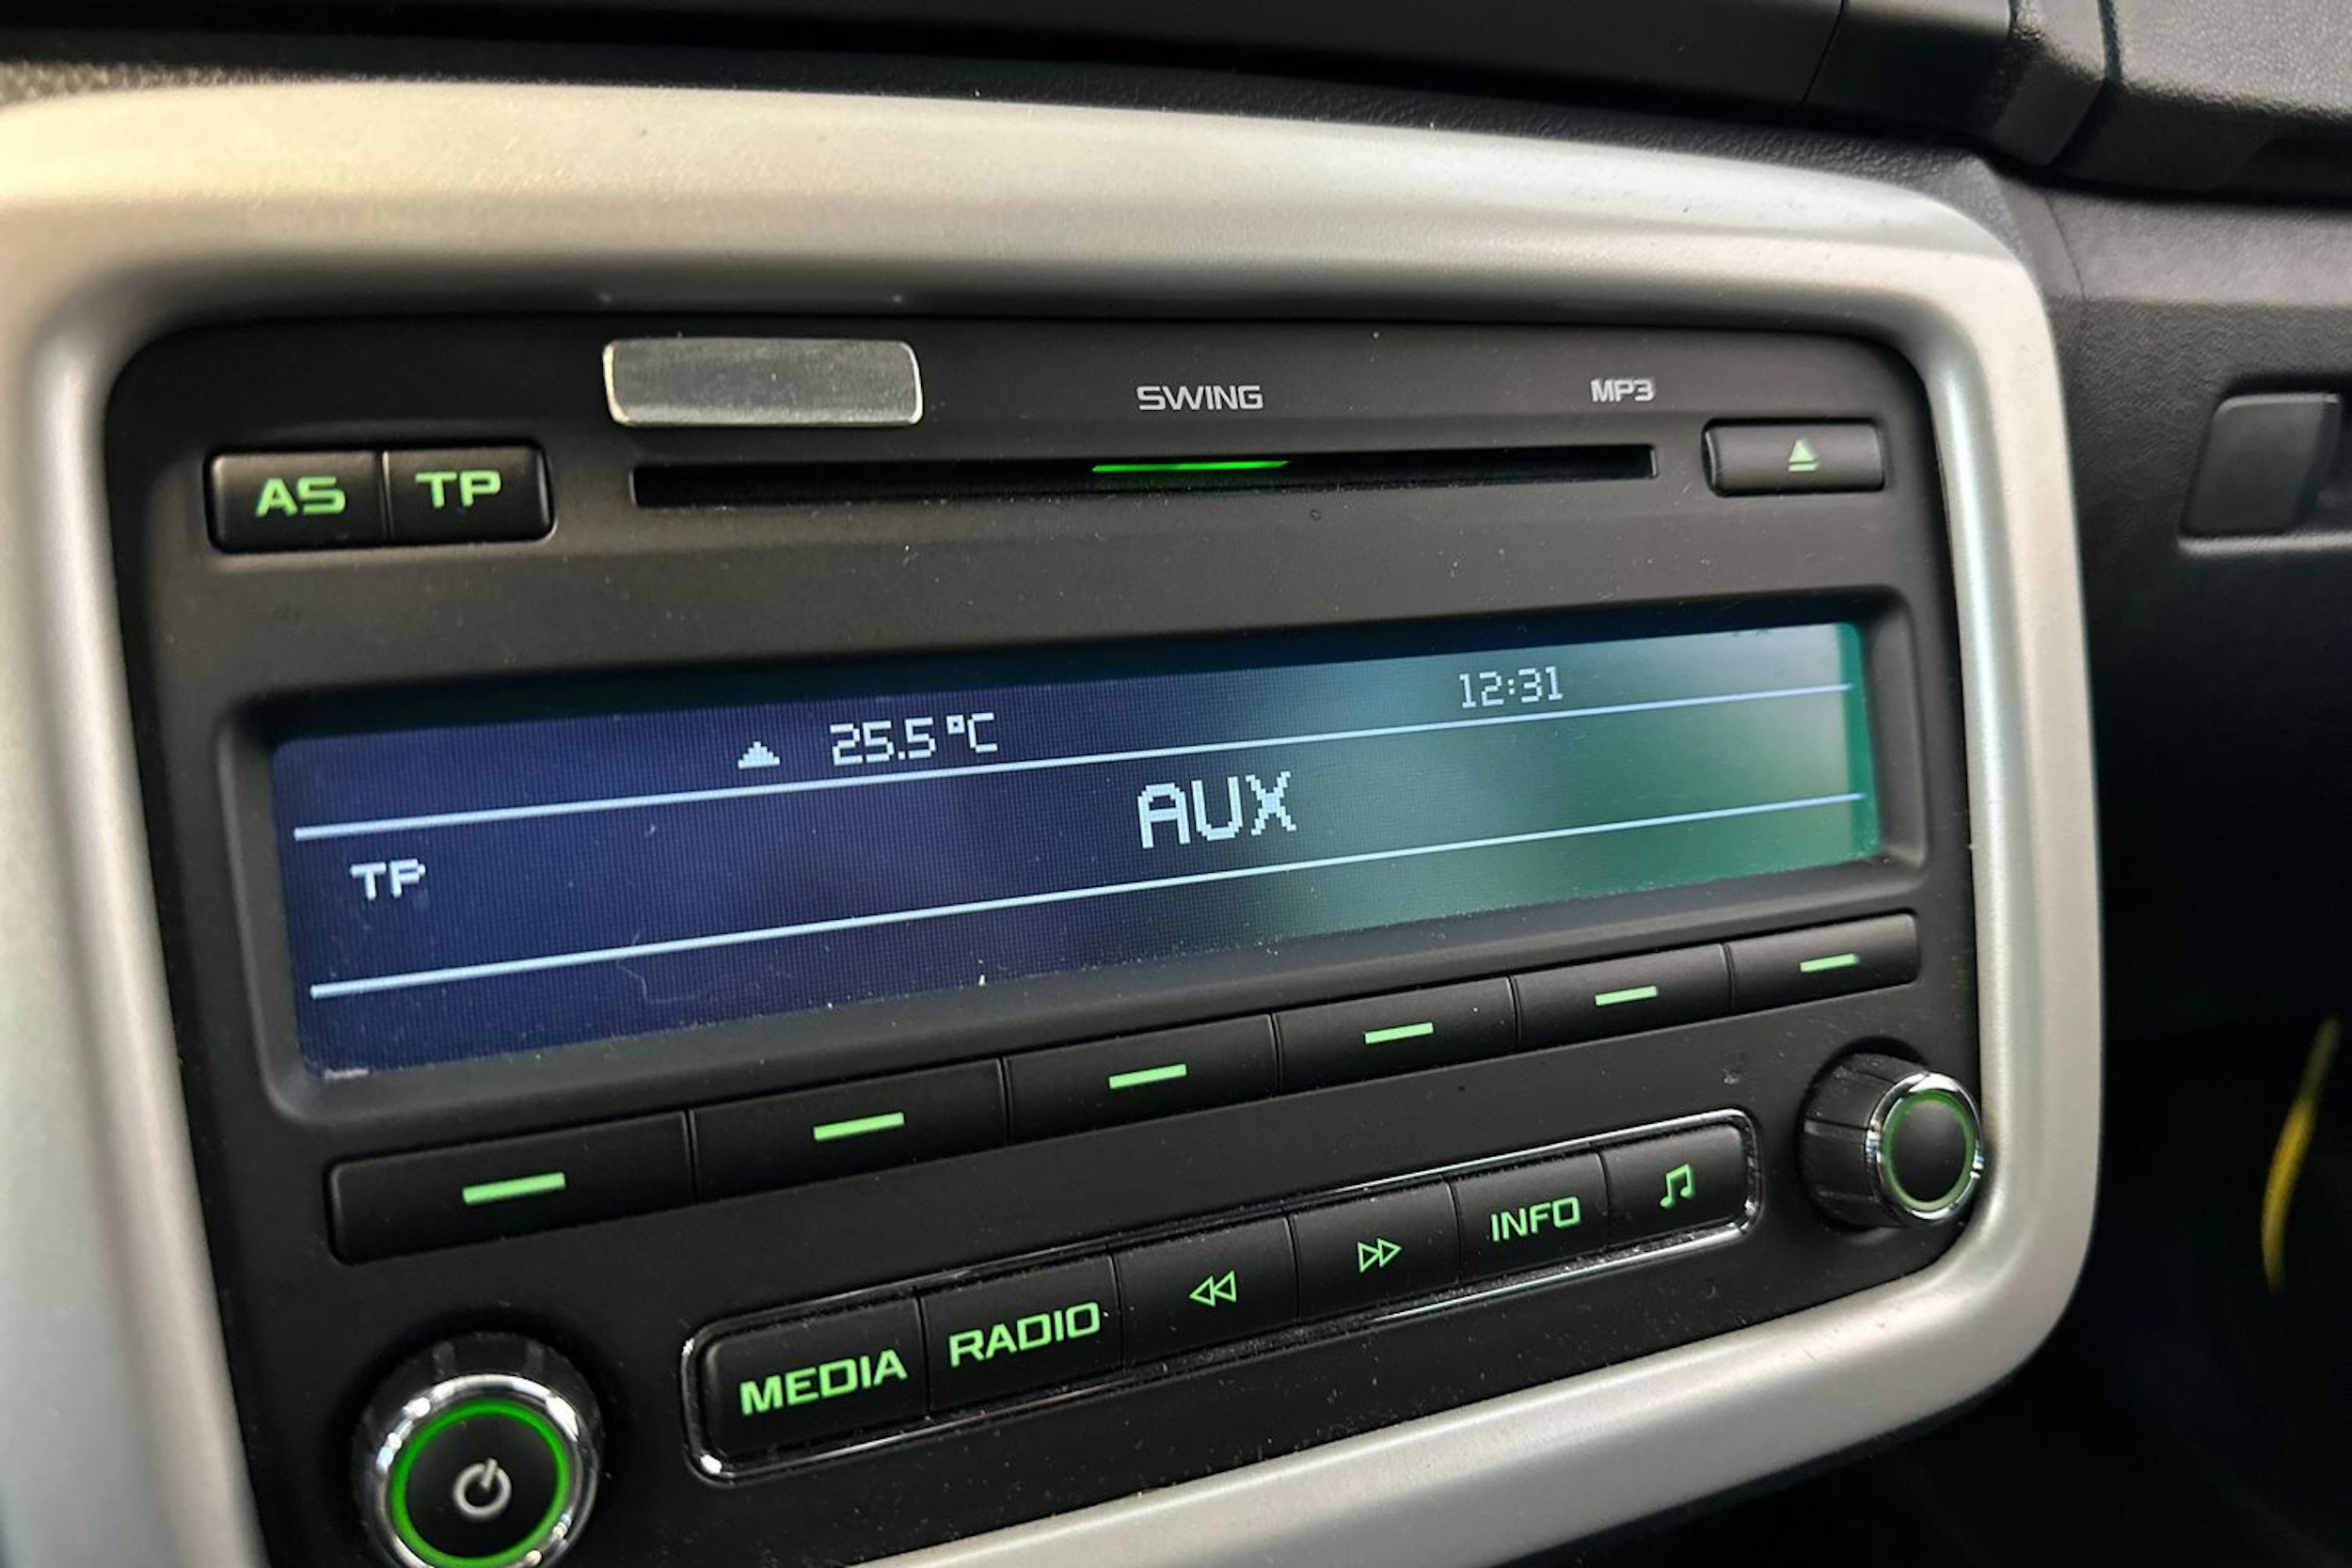 SWING
MP3
AS TP
25.5°C
12:31
AUX
TP
MEDIA RADIO INFO